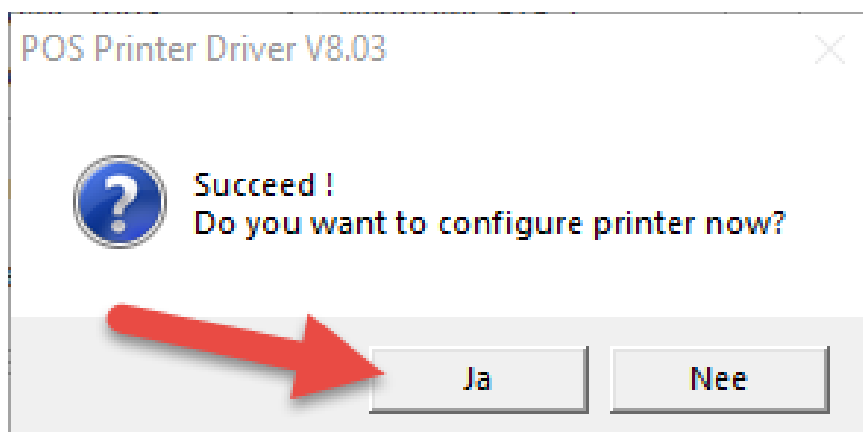 POS Printer Driver V8.03
Succeed !
Do you want to configure printer now?
Ja
Nee